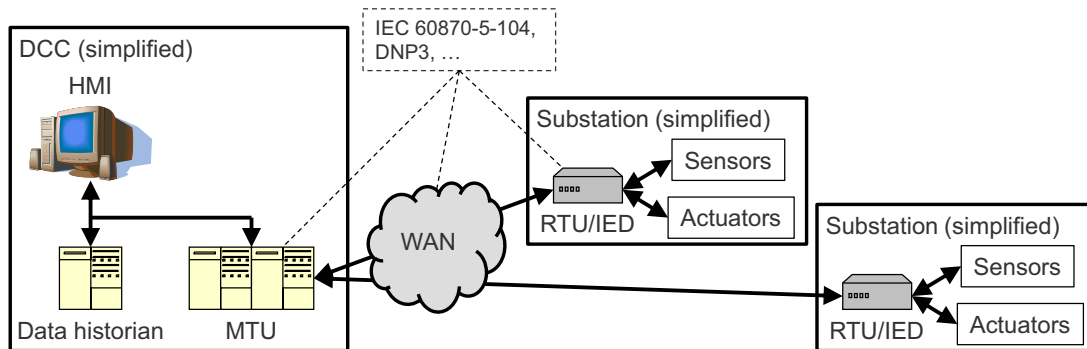 DCC (simplified)
HMI
Data historian
MTU
IEC 60870-5-104,
DNP3, ...
WAN
Substation (simplified)
Sensors
Actuators
RTU/IED
Substation (simplified)
Sensors
Actuators
RTU/IED